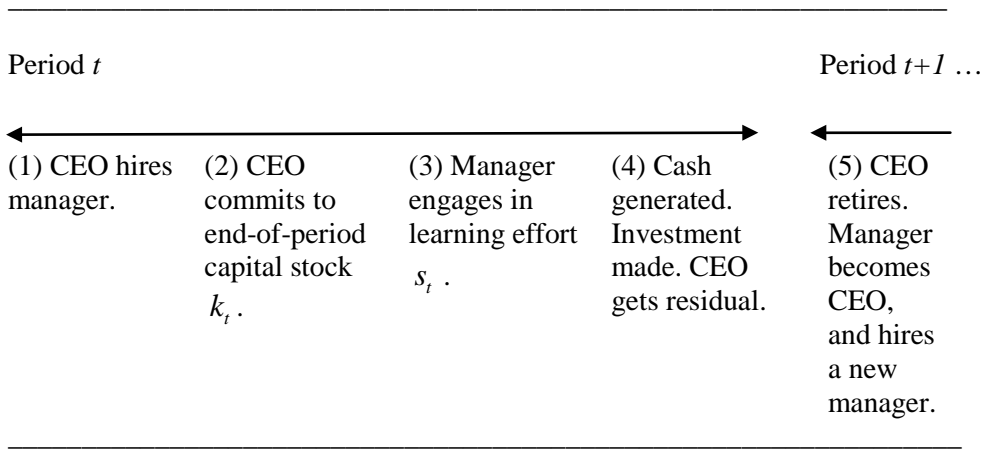 Period t
Period t+1 …
(1) CEO hires
manager.
(2) CEO
commits to
end-of-period
capital stock
k_t .
(3) Manager
engages in
learning effort
s_t .
(4) Cash
generated.
Investment
made. CEO
gets residual.
(5) CEO
retires.
Manager
becomes
CEO,
and hires
a new
manager.